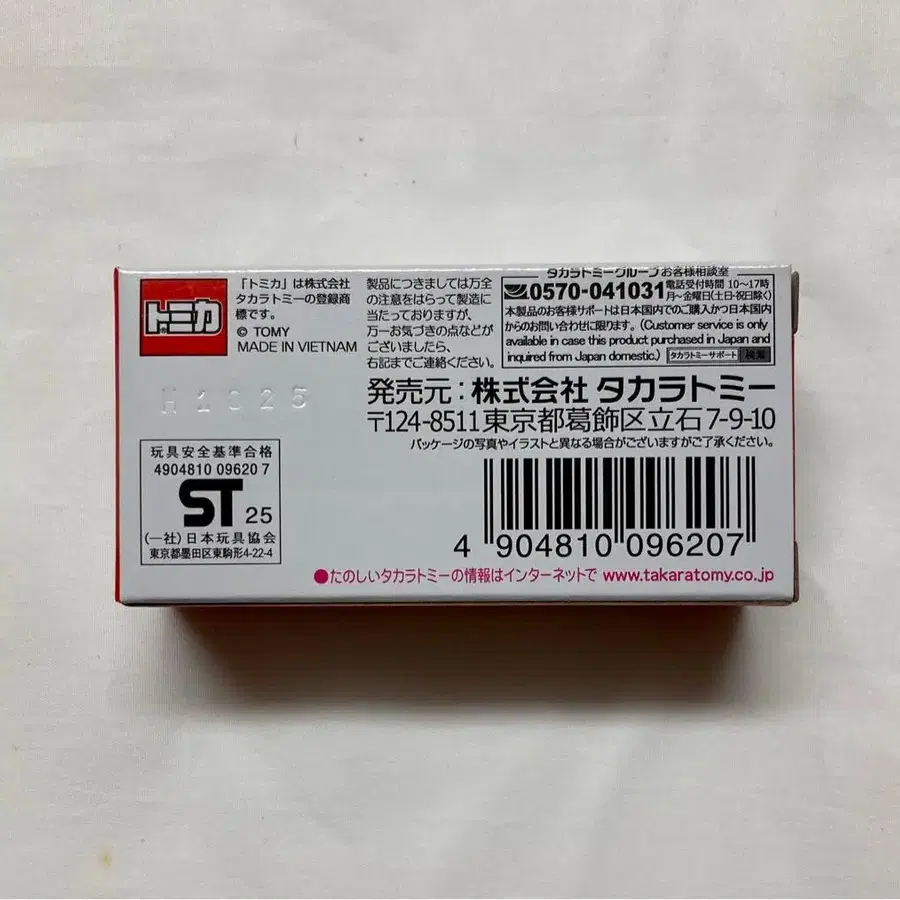 トミカ
「トミカ」は株式会社
タカラトミーの登録商
標です。
© TOMY
MADE IN VIETNAM
製品につきましては万全
の注意をはらって製造に
当たっておりますが、
万一お気づきの点などが
ございましたら、
右記までご連絡ください。
タカラトミーグループお客様相談室
0570-041031 電話受付時間 10〜17時
月〜金曜日(土・日・祝日除く)
本製品のお客様サポートは日本国内でのご購入かつ日本国内
からのお問い合わせに限ります。(Customer service is only
available in case this product purchased in Japan and
inquired from Japan domestic.) タカラトミーサポート 検索
発売元:株式会社 タカラトミー
〒124-8511東京都葛飾区立石7-9-10
パッケージの写真やイラストと異なる場合がございますがご了承ください。
玩具安全基準合格
4904810 09620 7
ST 25
(一社)日本玩具協会
東京都墨田区東駒形4-22-4
4 904810 096207
●たのしいタカラトミーの情報はインターネットで www.takaratomy.co.jp